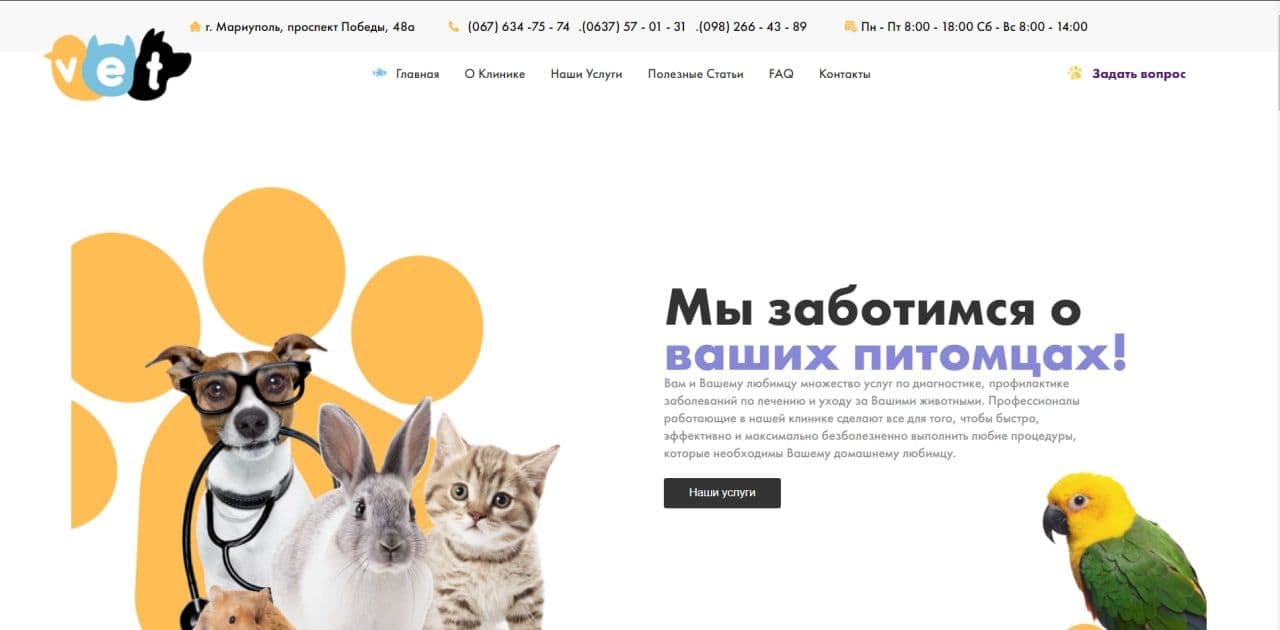 г. Мариуполь, проспект Победы, 48а
(067) 634 -75 - 74 .(0637) 57 - 01 - 31 .(098) 266 - 43 - 89
Пн - Пт 8:00 - 18:00 Сб - Вс 8:00 - 14:00
vet
Главная
О Клинике
Наши Услуги
Полезные Статьи
FAQ
Контакты
Задать вопрос
Мы заботимся о
ваших питомцах!
Вам и Вашему любимцу множество услуг по диагностике, профилактике
заболеваний по лечению и уходу за Вашими животными. Профессионалы
работающие в нашей клинике сделают все для того, чтобы быстро,
эффективно и максимально безболезненно выполнить любие процедуры,
которые необходимы Вашему домашнему любимцу.
Наши услуги